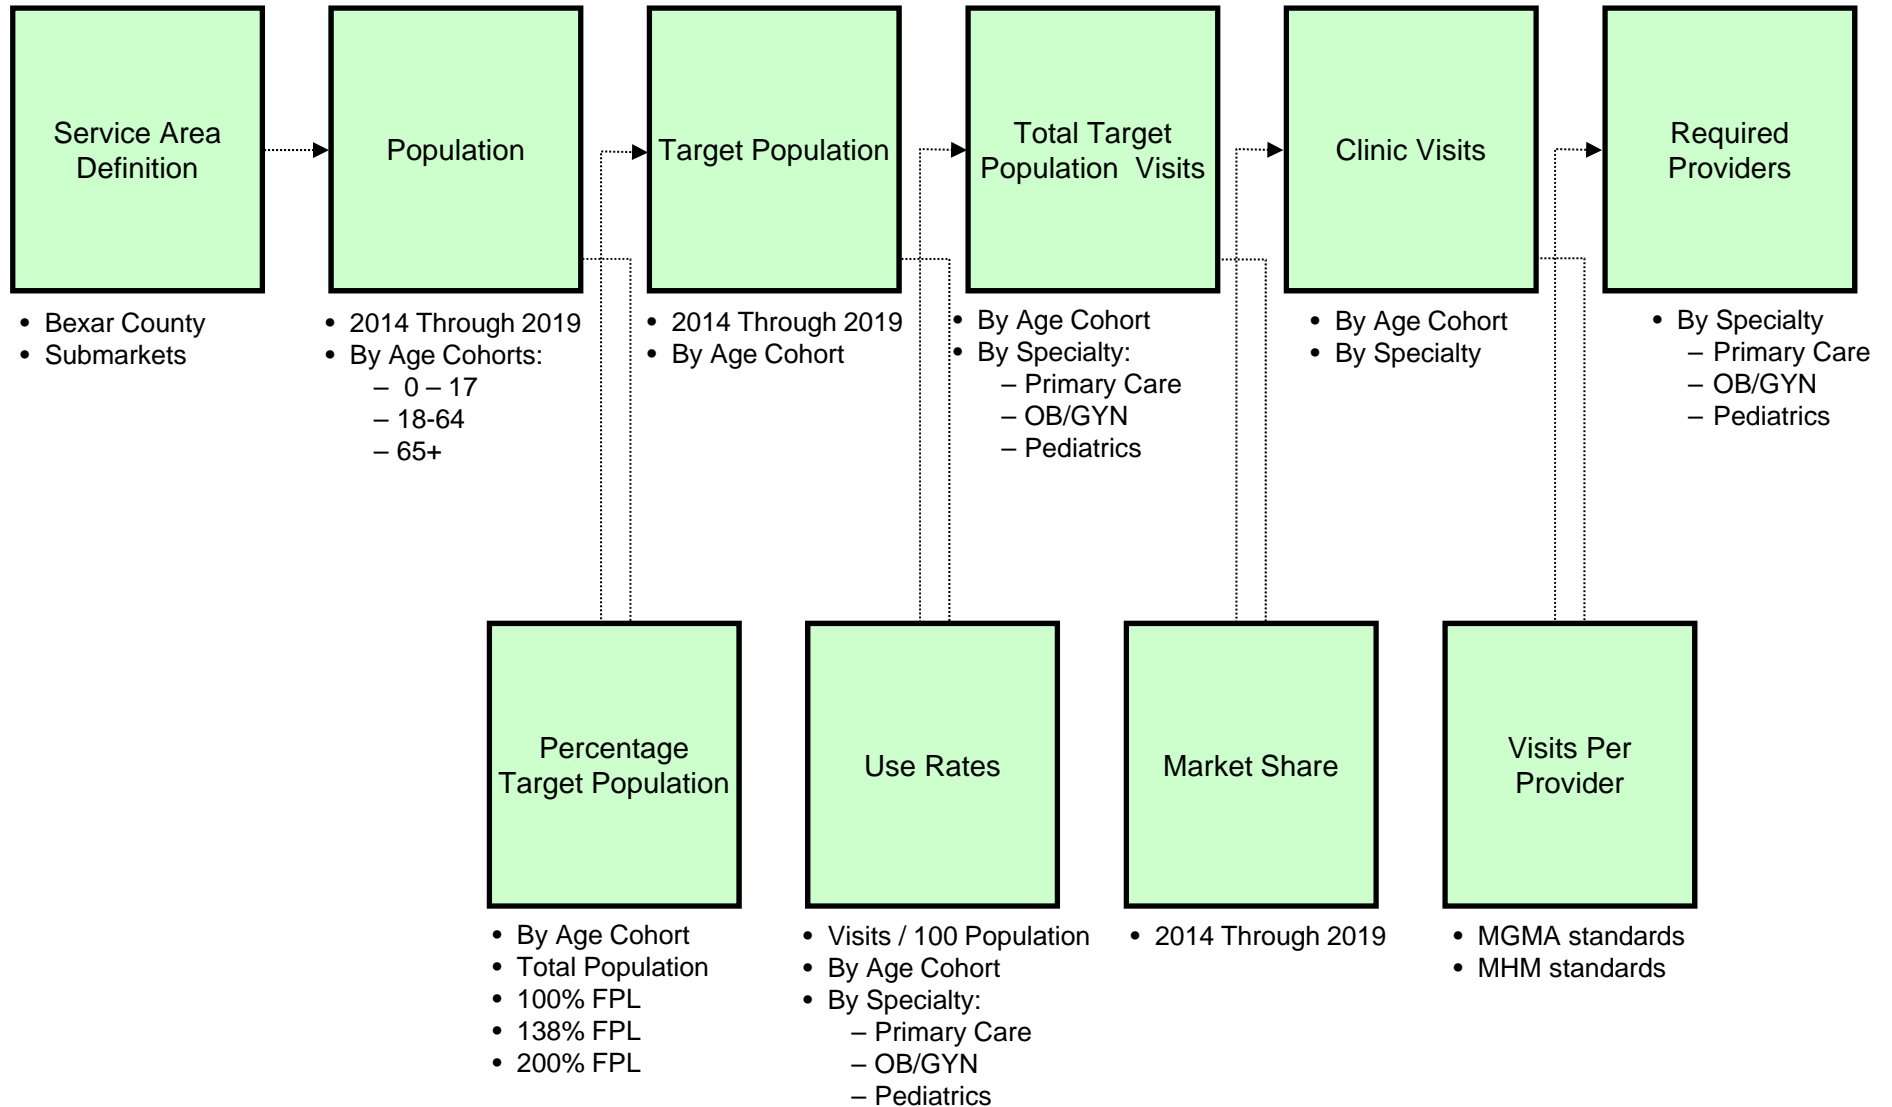 Service Area
Definition
• Bexar County
• Submarkets
Population
• 2014 Through 2019
• By Age Cohorts:
– 0 – 17
– 18-64
– 65+
Target Population
• 2014 Through 2019
• By Age Cohort
Total Target
Population Visits
• By Age Cohort
• By Specialty:
– Primary Care
– OB/GYN
– Pediatrics
Clinic Visits
• By Age Cohort
• By Specialty
Required
Providers
• By Specialty
– Primary Care
– OB/GYN
– Pediatrics
Percentage
Target Population
• By Age Cohort
• Total Population
• 100% FPL
• 138% FPL
• 200% FPL
Use Rates
• Visits / 100 Population
• By Age Cohort
• By Specialty:
– Primary Care
– OB/GYN
– Pediatrics
Market Share
• 2014 Through 2019
Visits Per
Provider
• MGMA standards
• MHM standards